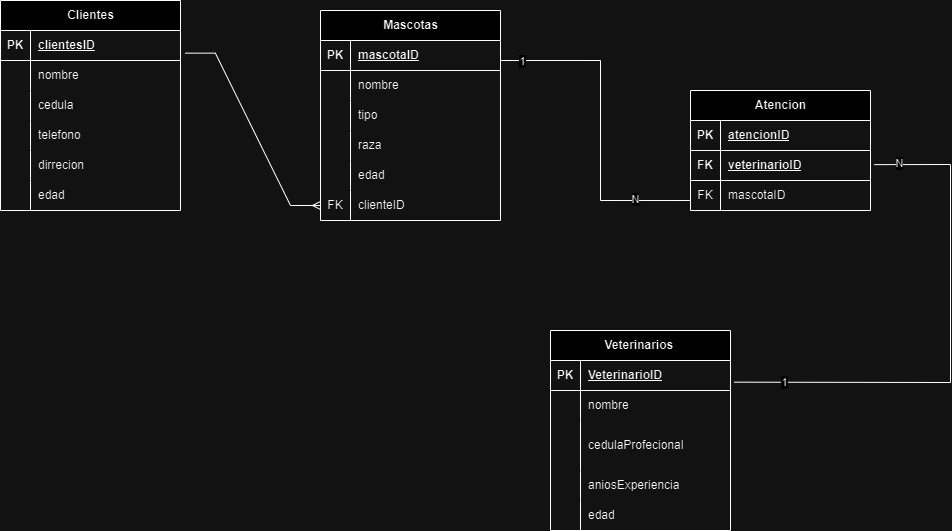 Clientes
PK clientesID
nombre
cedula
telefono
dirrecion
edad
Mascotas
PK mascotaID
nombre
tipo
raza
edad
FK clienteID
1
N
Atencion
PK atencionID
FK veterinarioID
FK mascotaID
N
1
Veterinarios
PK VeterinarioID
nombre
cedulaProfecional
aniosExperiencia
edad